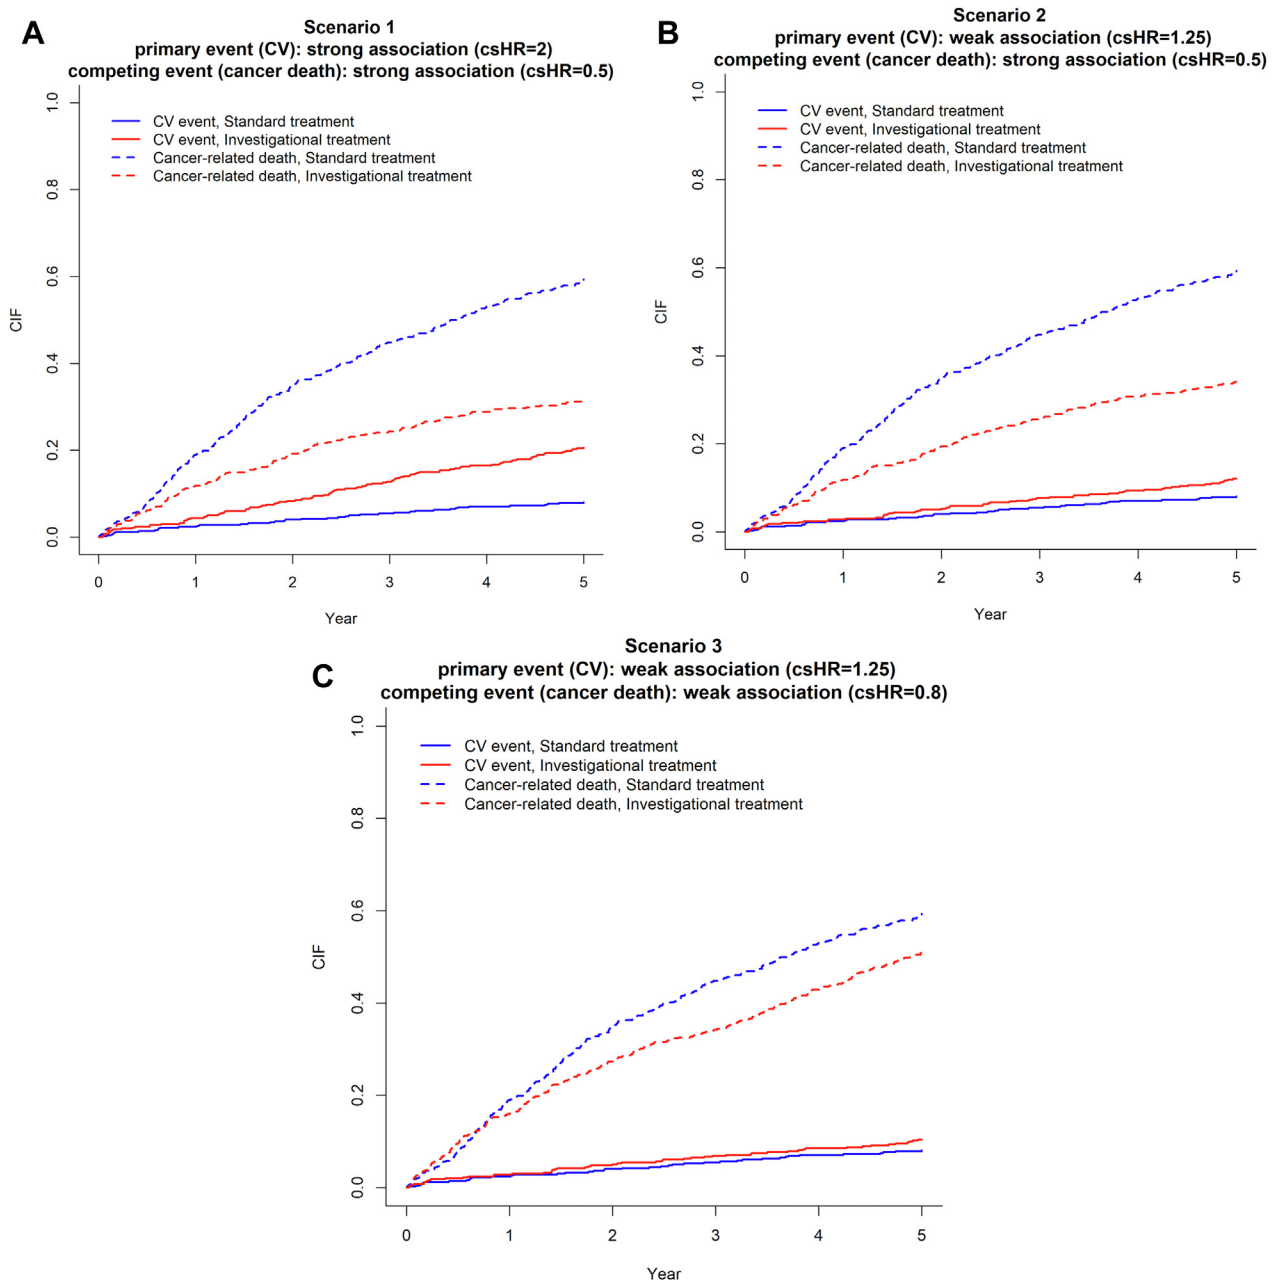 A
Scenario 1
primary event (CV): strong association (csHR=2)
competing event (cancer death): strong association (csHR=0.5)
CV event, Standard treatment
CV event, Investigational treatment
Cancer-related death, Standard treatment
Cancer-related death, Investigational treatment
1.0
0.8
0.6
0.4
0.2
0.0
CIF
0 1 2 3 4 5
Year
B
Scenario 2
primary event (CV): weak association (csHR=1.25)
competing event (cancer death): strong association (csHR=0.5)
CV event, Standard treatment
CV event, Investigational treatment
Cancer-related death, Standard treatment
Cancer-related death, Investigational treatment
1.0
0.8
0.6
0.4
0.2
0.0
CIF
0 1 2 3 4 5
Year
C
Scenario 3
primary event (CV): weak association (csHR=1.25)
competing event (cancer death): weak association (csHR=0.8)
CV event, Standard treatment
CV event, Investigational treatment
Cancer-related death, Standard treatment
Cancer-related death, Investigational treatment
1.0
0.8
0.6
0.4
0.2
0.0
CIF
0 1 2 3 4 5
Year